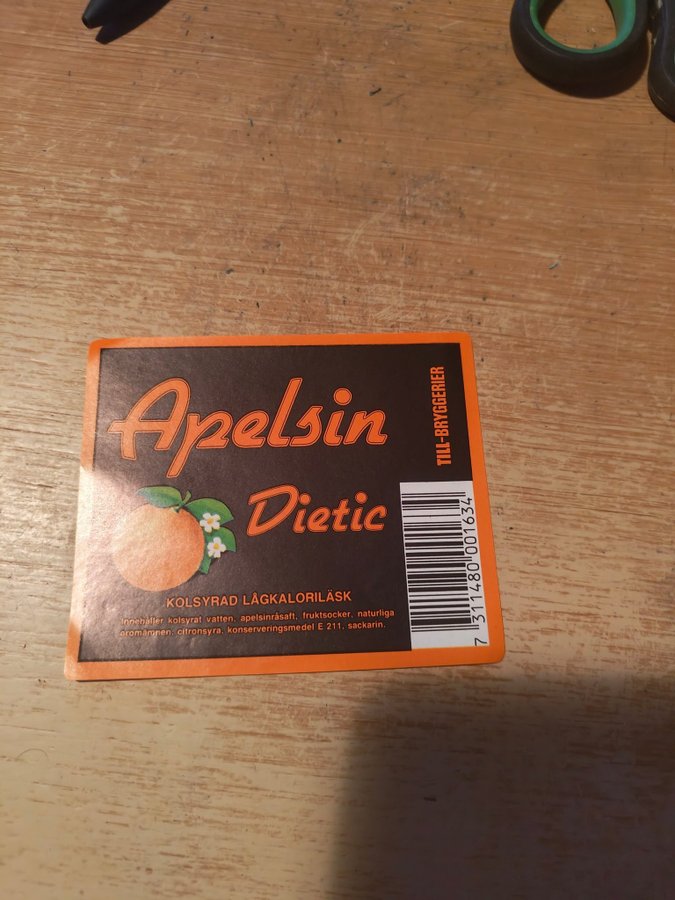 Apelsin
Dietic
KOLSYRAD LÅGKALORILÄSK
Innehåller kolsyrat vatten, apelsinråsaft, fruktsocker, naturliga
aromämnen, citronsyra, konserveringsmedel E 211, sackarin.
TILL-BRYGGERIER
7 311480 001634